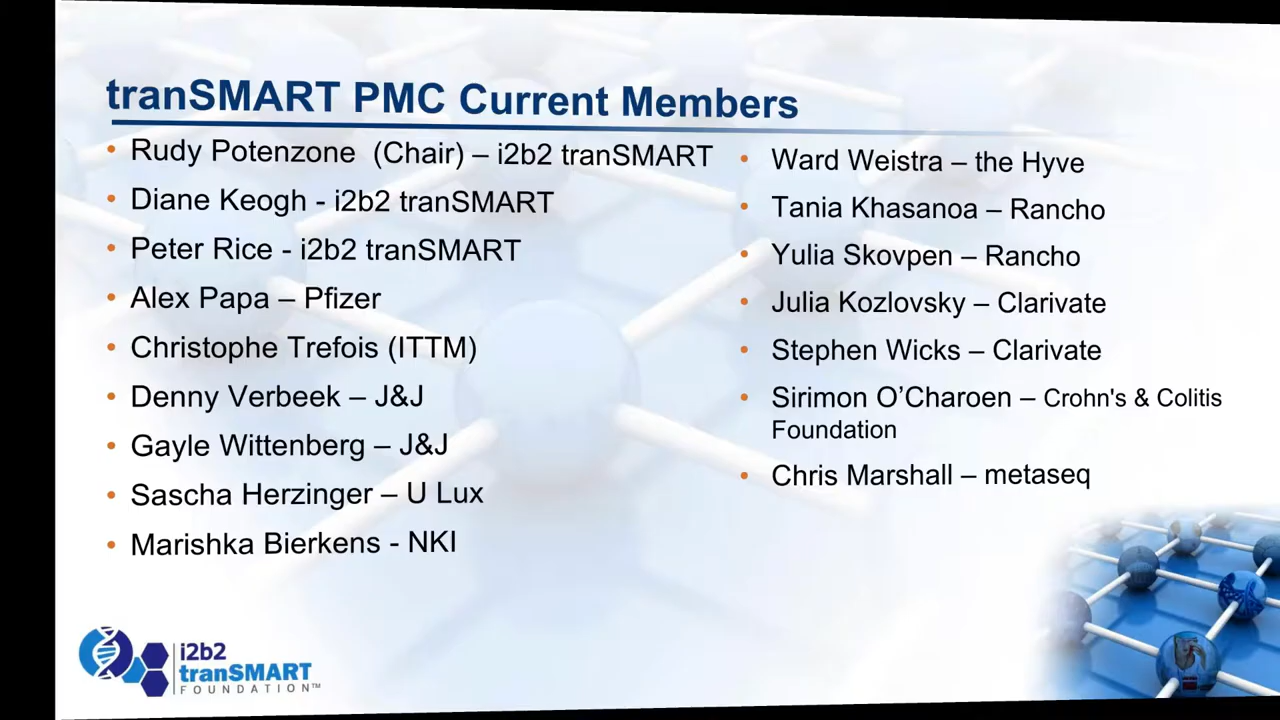 tranSMART PMC Current Members
• Rudy Potenzone (Chair) – i2b2 tranSMART
• Diane Keogh - i2b2 tranSMART
• Peter Rice - i2b2 tranSMART
• Alex Papa – Pfizer
• Christophe Trefois (ITTM)
• Denny Verbeek – J&J
• Gayle Wittenberg – J&J
• Sascha Herzinger – U Lux
• Marishka Bierkens - NKI
• Ward Weistra – the Hyve
• Tania Khasanoa – Rancho
• Yulia Skovpen – Rancho
• Julia Kozlovsky – Clarivate
• Stephen Wicks – Clarivate
• Sirimon O’Charoen – Crohn's & Colitis
Foundation
• Chris Marshall – metaseq
i2b2
tranSMART
FOUNDATION™